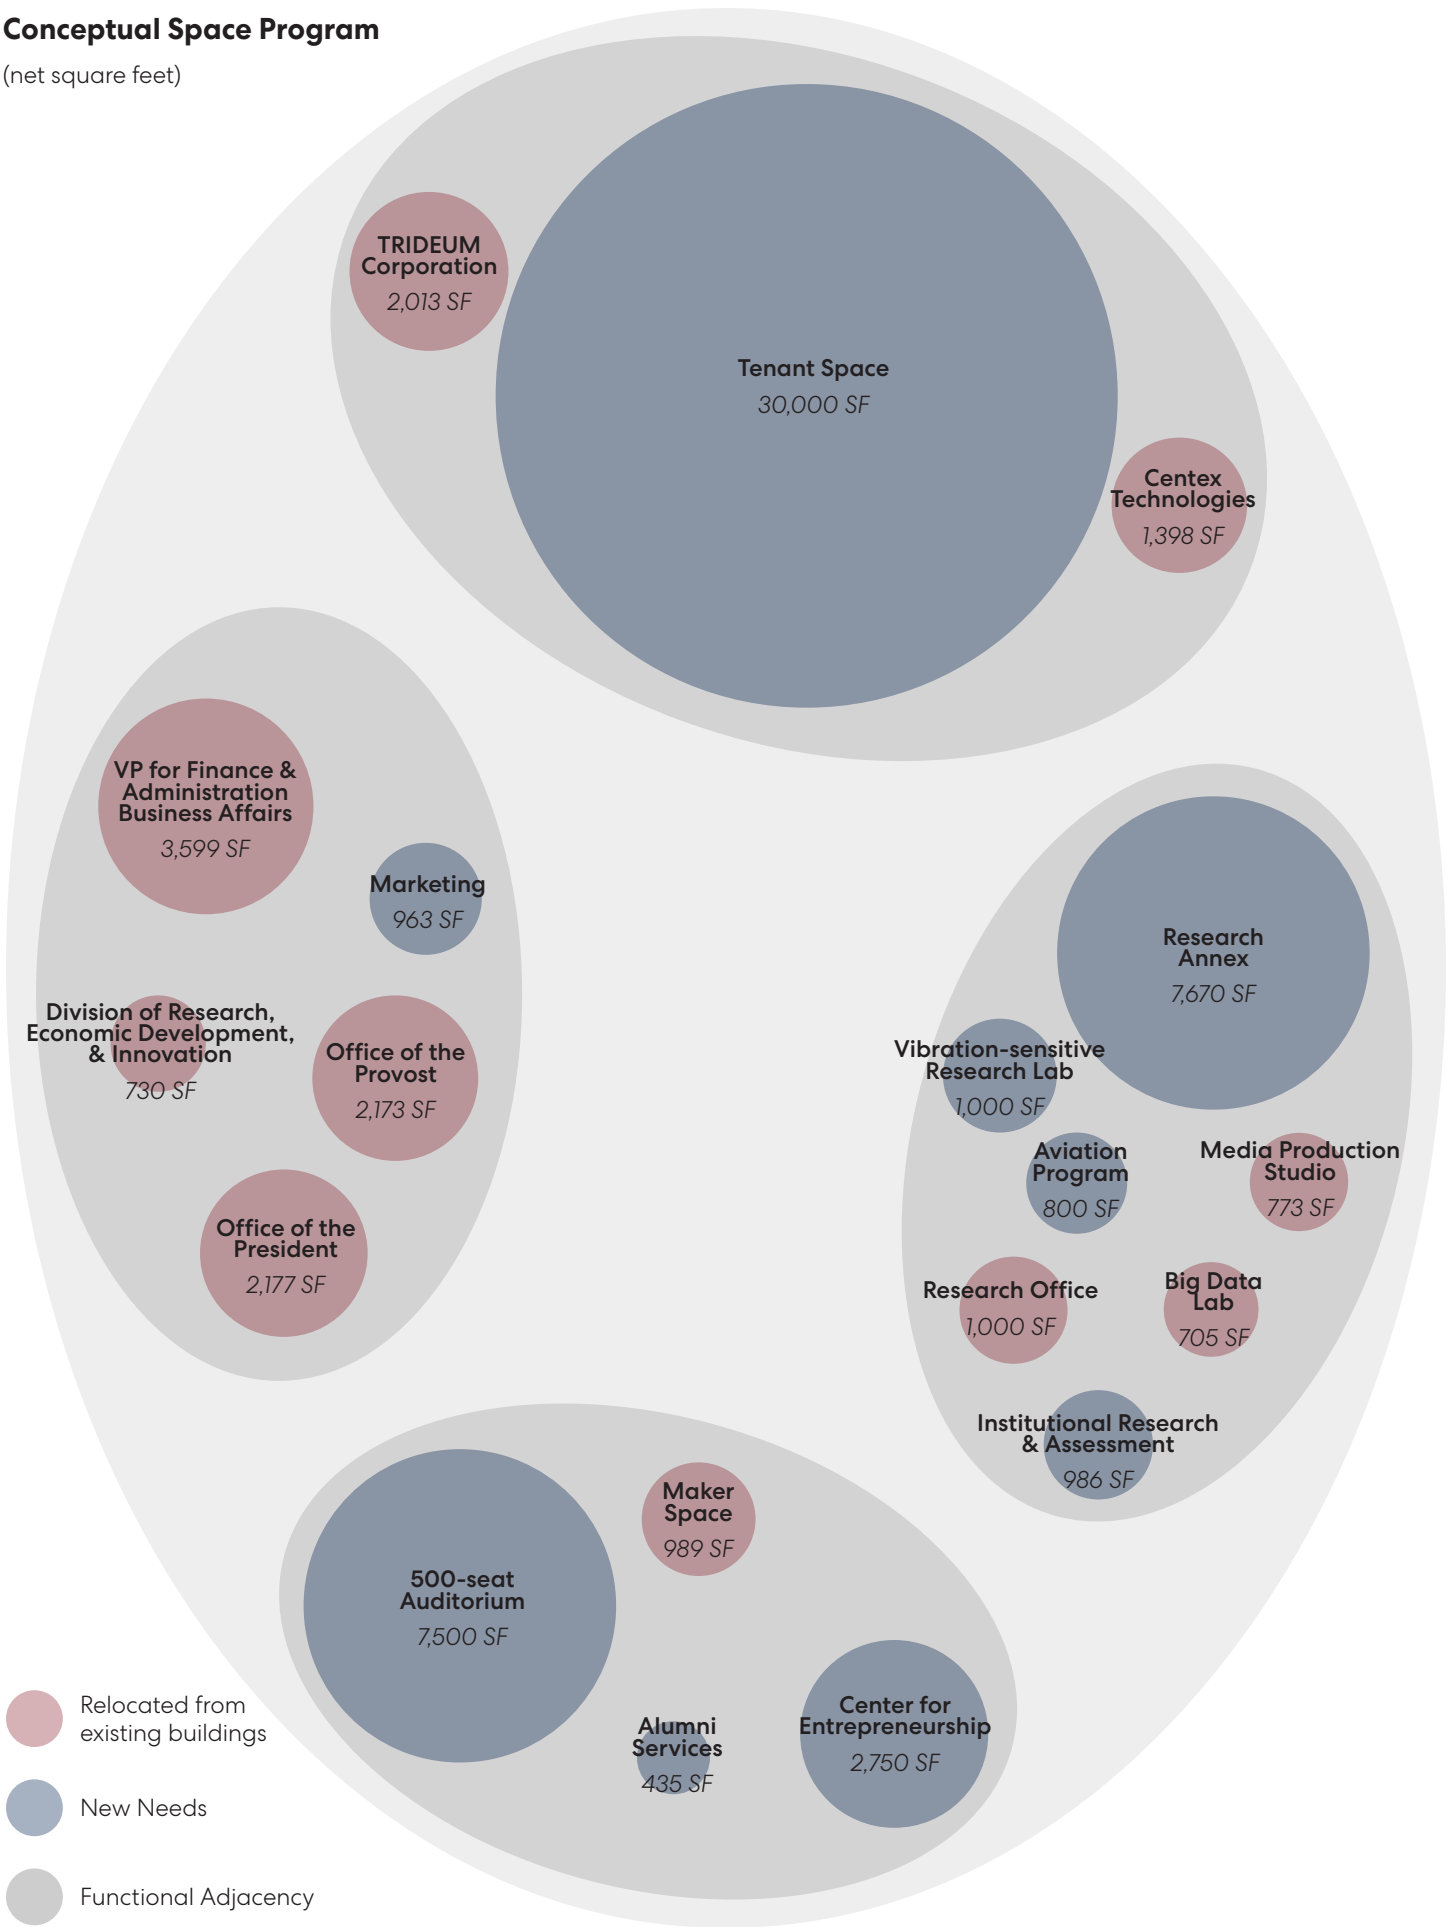 Conceptual Space Program
(net square feet)
TRIDEUM
Corporation
2,013 SF
Tenant Space
30,000 SF
Centex
Technologies
1,398 SF
VP for Finance &
Administration
Business Affairs
3,599 SF
Marketing
963 SF
Division of Research,
Economic Development,
& Innovation
730 SF
Office of the
Provost
2,173 SF
Office of the
President
2,177 SF
Research
Annex
7,670 SF
Vibration-sensitive
Research Lab
1,000 SF
Aviation
Program
800 SF
Media Production
Studio
773 SF
Research Office
1,000 SF
Big Data
Lab
705 SF
Institutional Research
& Assessment
986 SF
500-seat
Auditorium
7,500 SF
Maker
Space
989 SF
Alumni
Services
435 SF
Center for
Entrepreneurship
2,750 SF
Relocated from
existing buildings
New Needs
Functional Adjacency